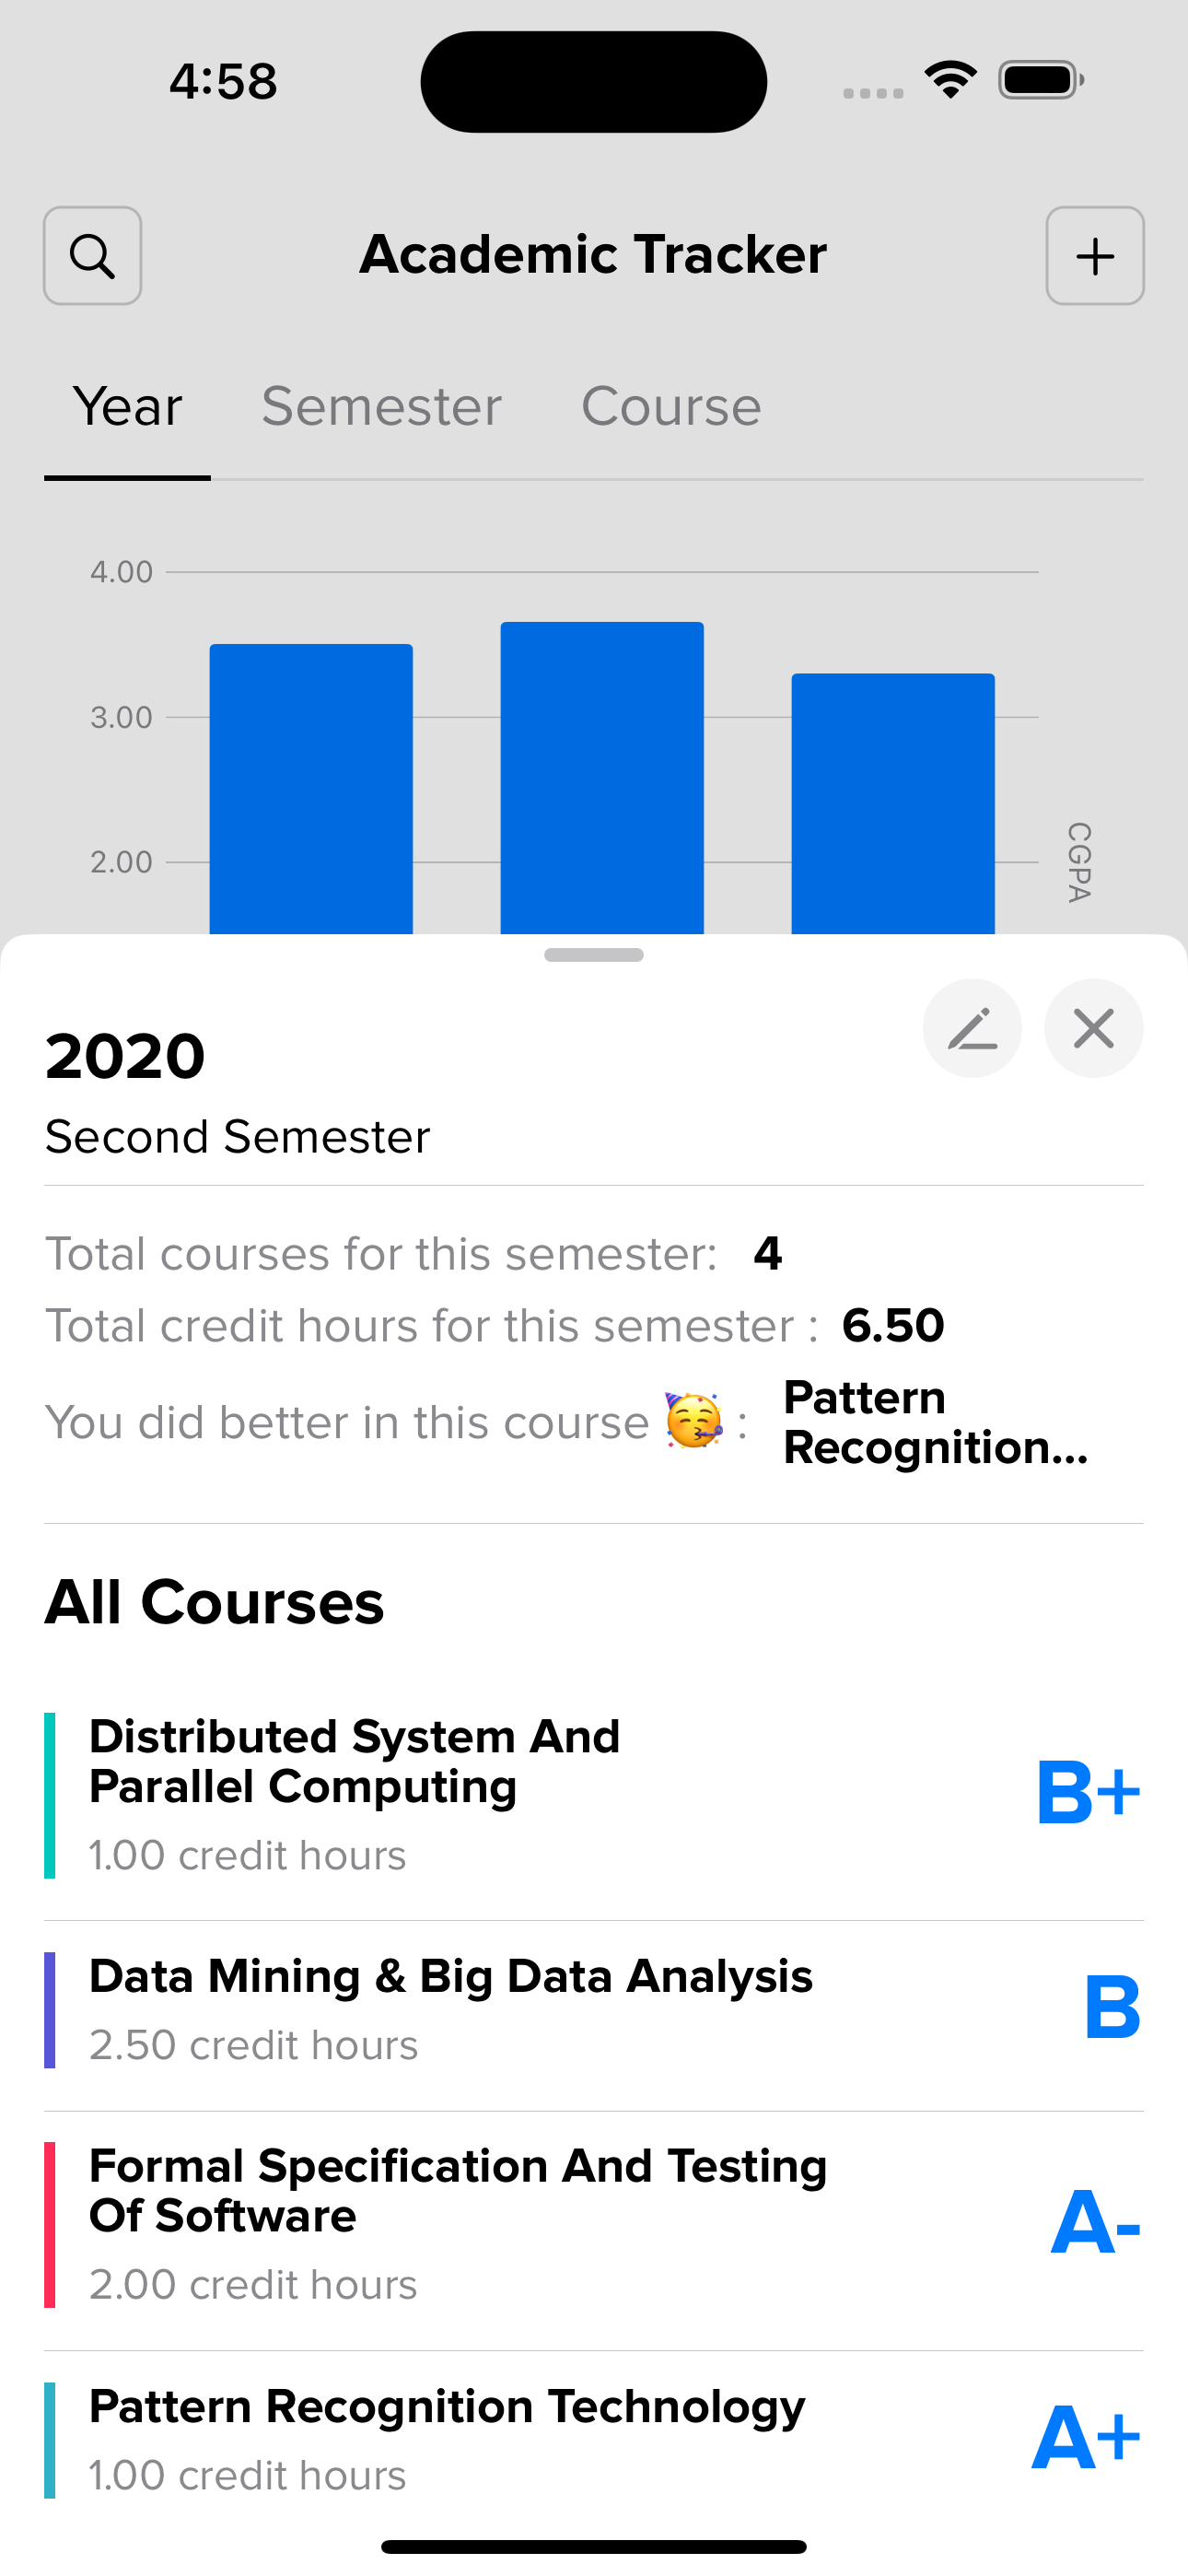 4:58
Academic Tracker
Year Semester Course
4.00
3.00
2.00
CGPA
2020
Second Semester
Total courses for this semester: 4
Total credit hours for this semester : 6.50
You did better in this course 🥳 : Pattern
Recognition...
All Courses
Distributed System And
Parallel Computing
B+
1.00 credit hours
Data Mining & Big Data Analysis
B
2.50 credit hours
Formal Specification And Testing
Of Software
A-
2.00 credit hours
Pattern Recognition Technology
A+
1.00 credit hours